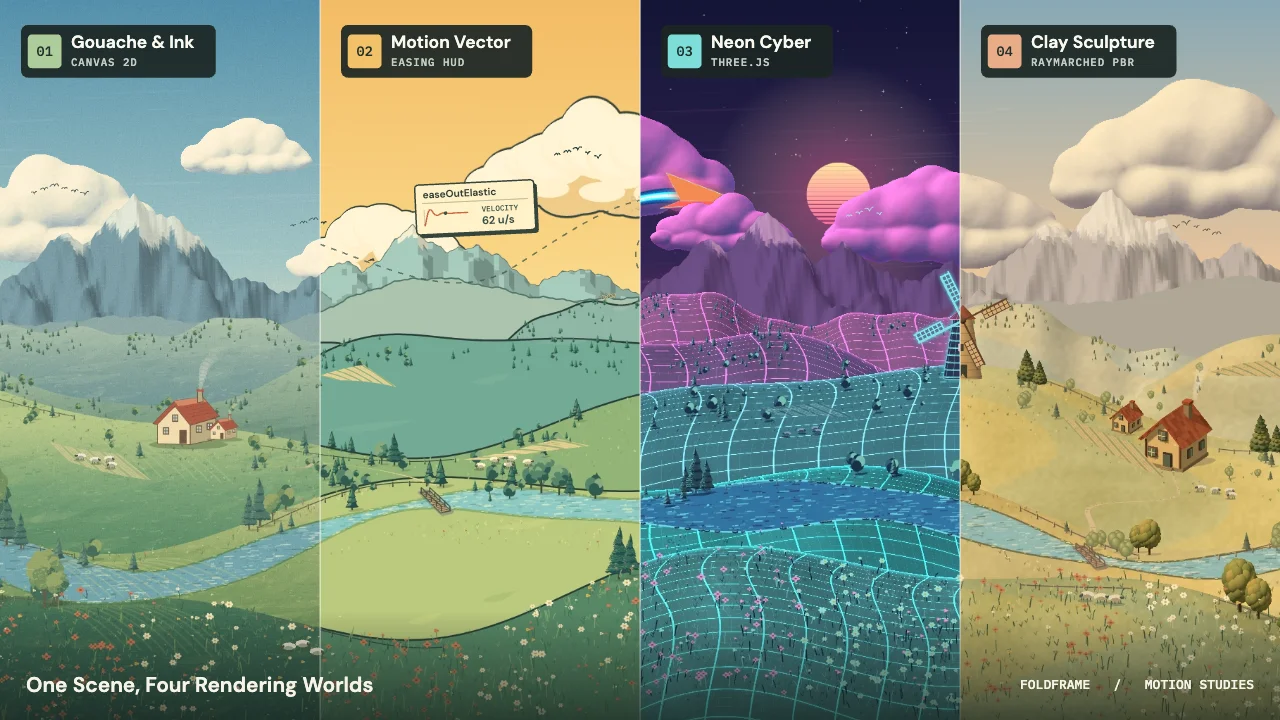 01
Gouache & Ink
CANVAS 2D
02
Motion Vector
EASING HUD
03
Neon Cyber
THREE.JS
04
Clay Sculpture
RAYMARCHED PBR
easeOutElastic
VELOCITY
62 u/s
One Scene, Four Rendering Worlds
FOLDFRAME / MOTION STUDIES